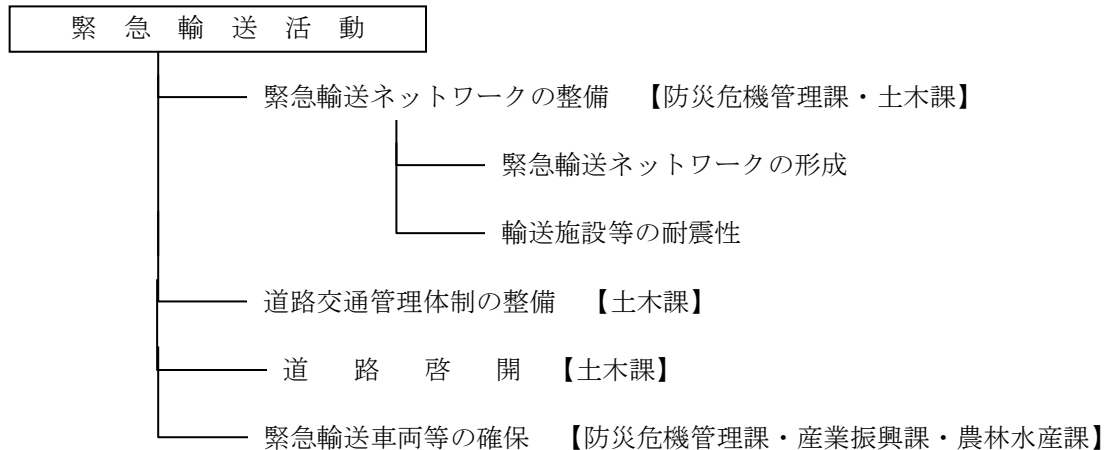 緊　急　輸　送　活　動
緊急輸送ネットワークの整備　【防災危機管理課・土木課】
緊急輸送ネットワークの形成
輸送施設等の耐震性
道路交通管理体制の整備　【土木課】
道　路　啓　開　【土木課】
緊急輸送車両等の確保　【防災危機管理課・産業振興課・農林水産課】